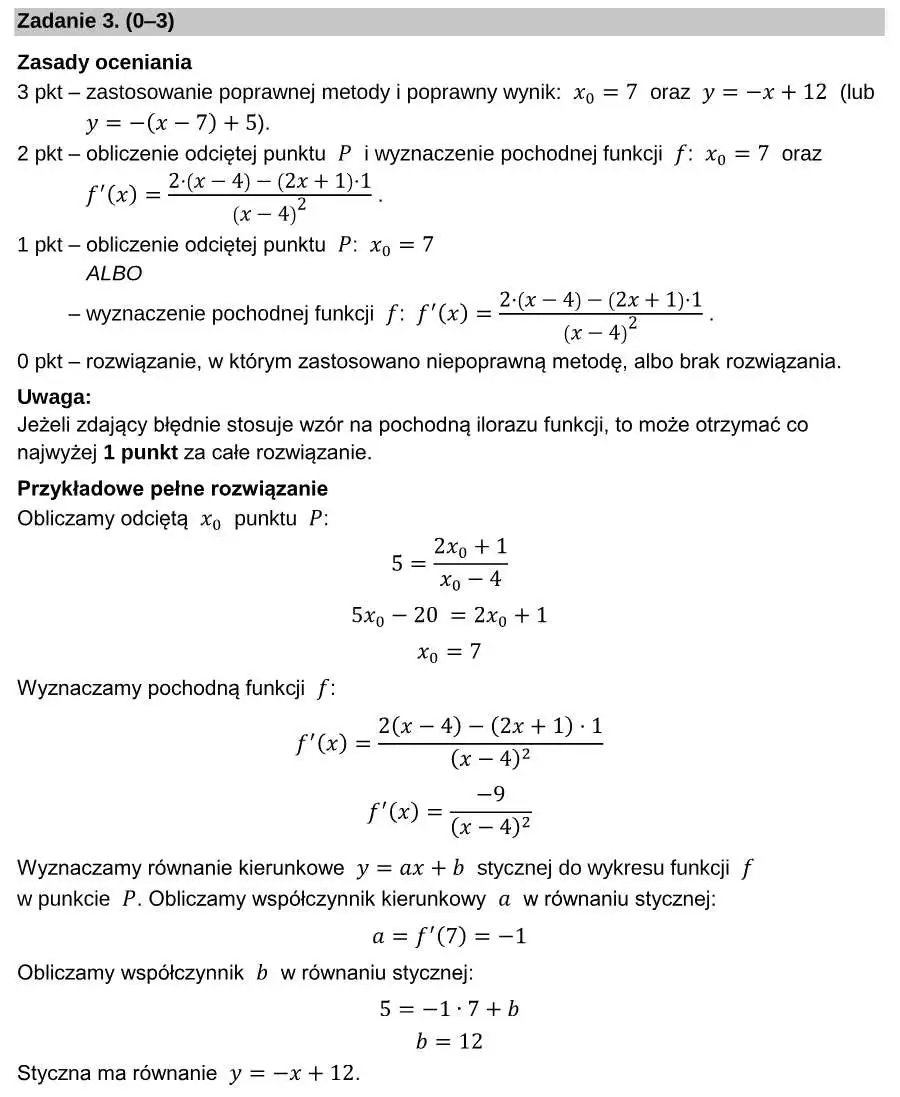 Zadanie 3. (0–3)
Zasady oceniania
3 pkt – zastosowanie poprawnej metody i poprawny wynik: x₀ = 7 oraz y = −x + 12 (lub
y = −(x − 7) + 5).
2 pkt – obliczenie odciętej punktu P i wyznaczenie pochodnej funkcji f: x₀ = 7 oraz
f′(x) = (2·(x − 4) − (2x + 1)·1)/(x − 4)² .
1 pkt – obliczenie odciętej punktu P: x₀ = 7
ALBO
– wyznaczenie pochodnej funkcji f: f′(x) = (2·(x − 4) − (2x + 1)·1)/(x − 4)² .
0 pkt – rozwiązanie, w którym zastosowano niepoprawną metodę, albo brak rozwiązania.
Uwaga:
Jeżeli zdający błędnie stosuje wzór na pochodną ilorazu funkcji, to może otrzymać co
najwyżej 1 punkt za całe rozwiązanie.
Przykładowe pełne rozwiązanie
Obliczamy odciętą x₀ punktu P:
5 = (2x₀ + 1)/(x₀ − 4)
5x₀ − 20 = 2x₀ + 1
x₀ = 7
Wyznaczamy pochodną funkcji f:
f′(x) = (2(x − 4) − (2x + 1) · 1)/(x − 4)²
f′(x) = −9/(x − 4)²
Wyznaczamy równanie kierunkowe y = ax + b stycznej do wykresu funkcji f
w punkcie P. Obliczamy współczynnik kierunkowy a w równaniu stycznej:
a = f′(7) = −1
Obliczamy współczynnik b w równaniu stycznej:
5 = −1 · 7 + b
b = 12
Styczna ma równanie y = −x + 12.